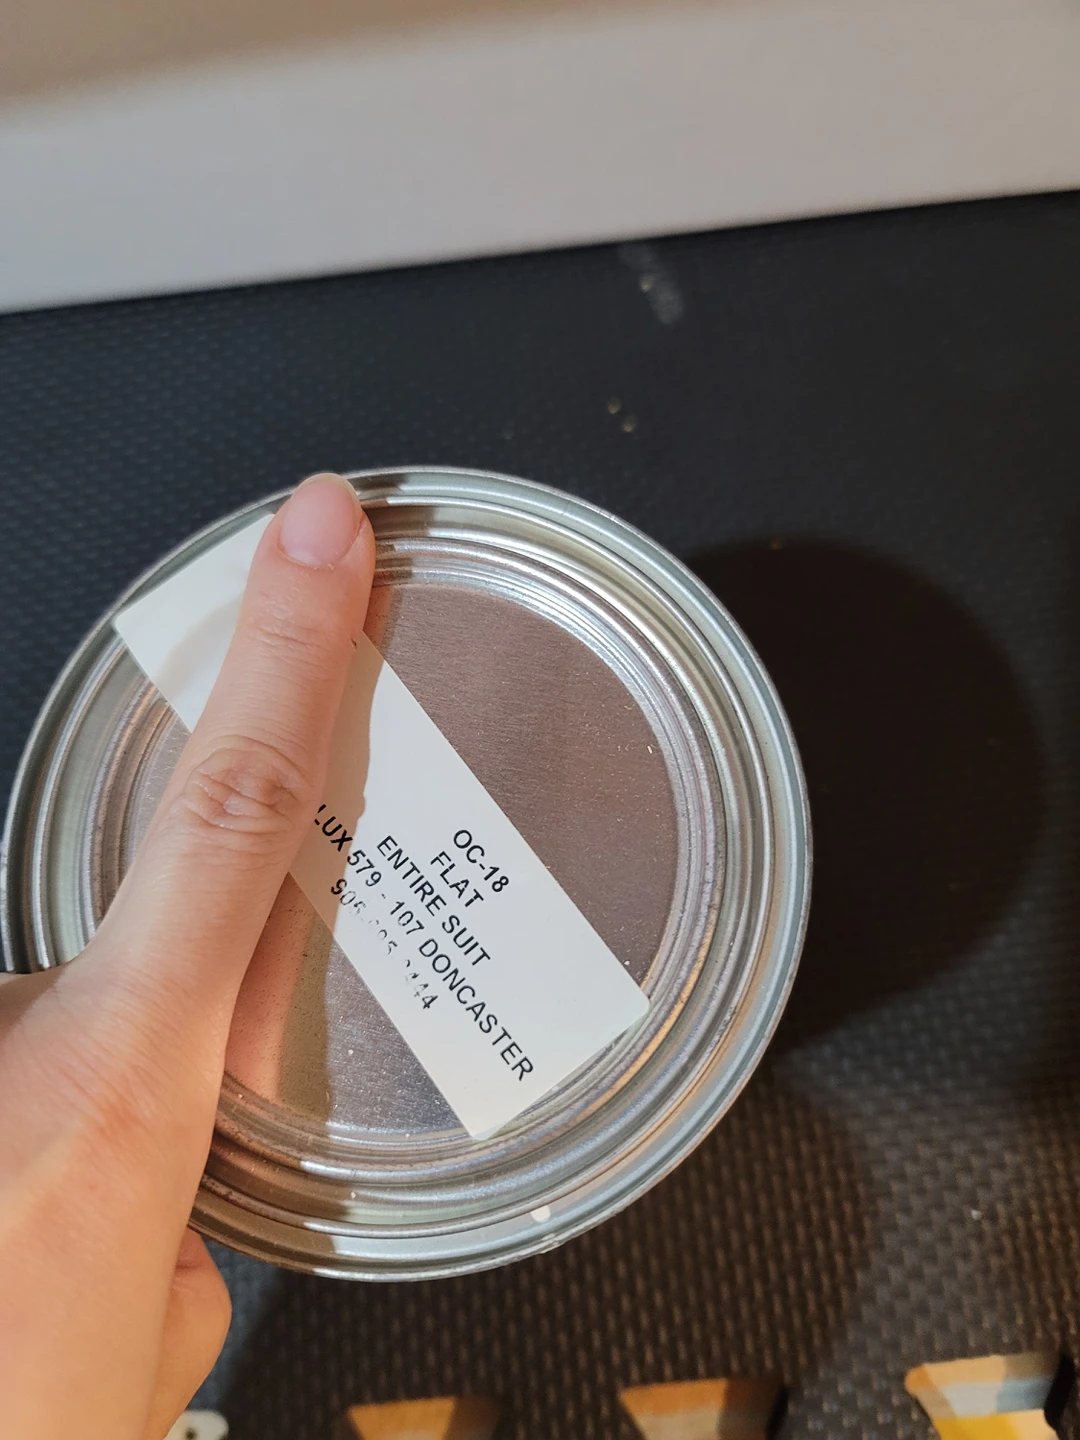 OC-18
FLAT
ENTIRE SUIT
LUX 579 - 107 DONCASTER